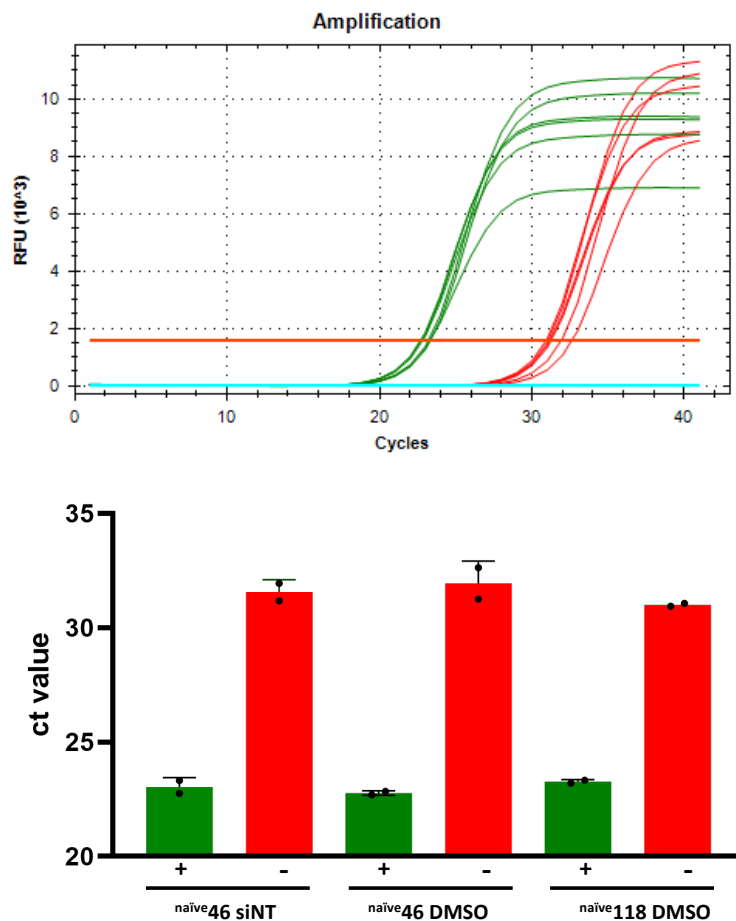 Amplification
RFU (10^3)
10
8
6
4
2
0
0 10 20 30 40
Cycles
ct value
35
30
25
20
+ - + - + -
naïve46 siNT naïve46 DMSO naïve118 DMSO